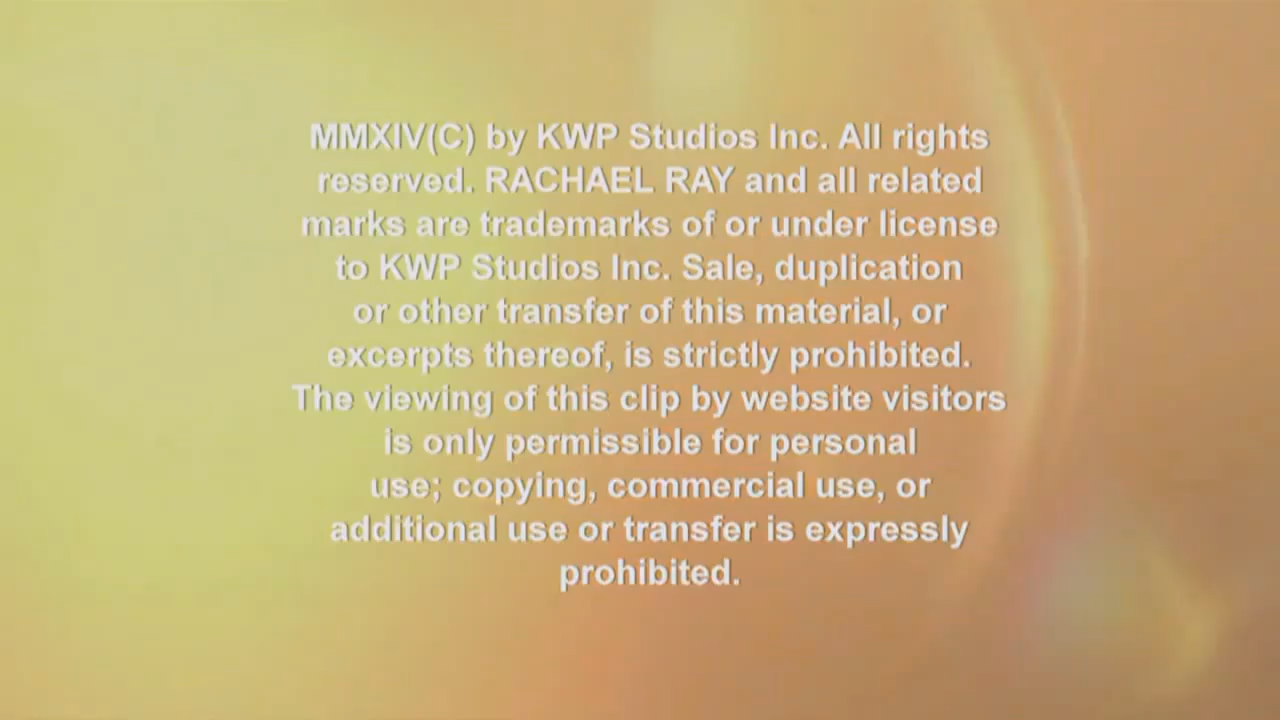 MMXIV(C) by KWP Studios Inc. All rights
reserved. RACHAEL RAY and all related
marks are trademarks of or under license
to KWP Studios Inc. Sale, duplication
or other transfer of this material, or
excerpts thereof, is strictly prohibited.
The viewing of this clip by website visitors
is only permissible for personal
use; copying, commercial use, or
additional use or transfer is expressly
prohibited.